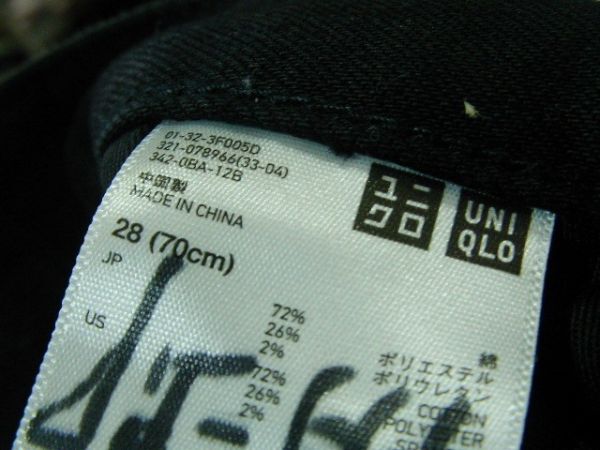 01-32-3F005D
321-078966(33-04)
342-0BA-12B
中国製
MADE IN CHINA
28 (70cm)
ユニ
クロ
UNI
QLO
JP
72%
26%
2%
綿
ポリエステル
ポリウレタン
US
72%
26%
2%
COTTON
POLYESTER